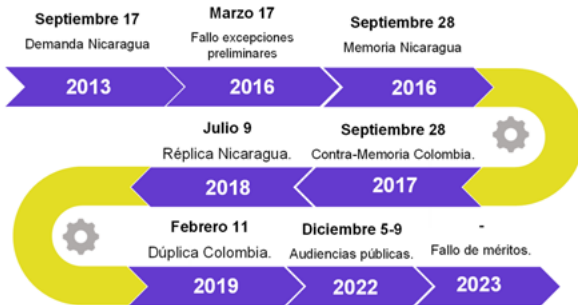 Septiembre 17
Demanda Nicaragua
2013
Marzo 17
Fallo excepciones
preliminares
2016
Septiembre 28
Memoria Nicaragua
2016
Septiembre 28
Contra-Memoria Colombia.
2017
Julio 9
Réplica Nicaragua.
2018
Febrero 11
Dúplica Colombia.
2019
Diciembre 5-9
Audiencias públicas.
2022
-
Fallo de méritos.
2023